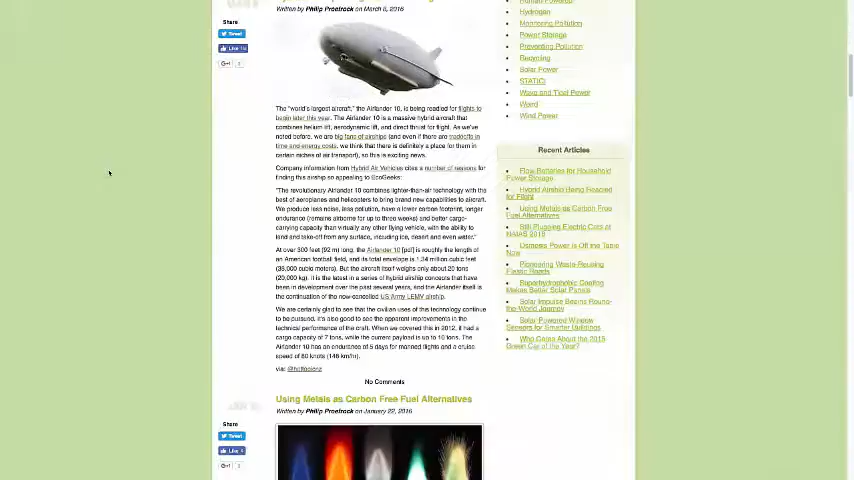 Share
Tweet
Like
G+1
Written by Philip Proefrock on March 8, 2016
The "world's largest aircraft," the Airlander 10, is being readied for flights to
begin later this year. The Airlander 10 is a massive hybrid aircraft that
combines helium lift, aerodynamic lift, and direct thrust for flight. As we've
noted before, we are big fans of airships (and even if there are tradeoffs in
time and energy costs, we think that there is definitely a place for them in
certain niches of air transport), so this is exciting news.
Company information from Hybrid Air Vehicles cites a number of reasons for
finding this airship so appealing to EcoGeeks:
"The revolutionary Airlander 10 combines lighter-than-air technology with the
best of aeroplanes and helicopters to bring brand new capabilities to aircraft.
We produce less noise, less pollution, have a lower carbon footprint, longer
endurance (remains airborne for up to three weeks) and better cargo-
carrying capacity than virtually any other flying vehicle, with the ability to
land and take-off from any surface, including ice, desert and even water."
At over 300 feet (92 m) long, the Airlander 10 [pdf] is roughly the length of
an American football field, and its total envelope is 1.34 million cubic feet
(38,000 cubic meters). But the aircraft itself weighs only about 20 tons
(20,000 kg). It is the latest in a series of hybrid airship concepts that have
been in development over the past several years, and the Airlander itself is
the continuation of the now-cancelled US Army LEMV airship.
We are certainly glad to see that the civilian uses of this technology continue
to be pursued. It's also good to see the apparent improvements in the
technical performance of the craft. When we covered this in 2012, it had a
cargo capacity of 7 tons, while the current payload is up to 10 tons. The
Airlander 10 has an endurance of 5 days for manned flights and a cruise
speed of 80 knots (148 km/h).
via:
No Comments
Using Metals as Carbon Free Fuel Alternatives
Written by Philip Proefrock on January 22, 2016
Share
Tweet
Like
G+1
Hydrogen
Monitoring Pollution
Power Storage
Preventing Pollution
Recycling
Solar Power
STATIC!
Wave and Tidal Power
Weird
Wind Power
Recent Articles
Flow Batteries for Household
Power Storage
Hybrid Airship Being Readied
for Flight
Using Metals as Carbon Free
Fuel Alternatives
Still Plugging Electric Cars at
NAIAS 2016
Osmosis Power is Off the Table
Now
Pioneering Waste-Reusing
Electric Roads
Superhydrophobic Coating
Makes Better Solar Panels
Solar Impulse Begins Round-
the-World Journey
Solar-Powered Window
Sensors for Smarter Buildings
Who Cares About the 2015
Green Car of the Year?